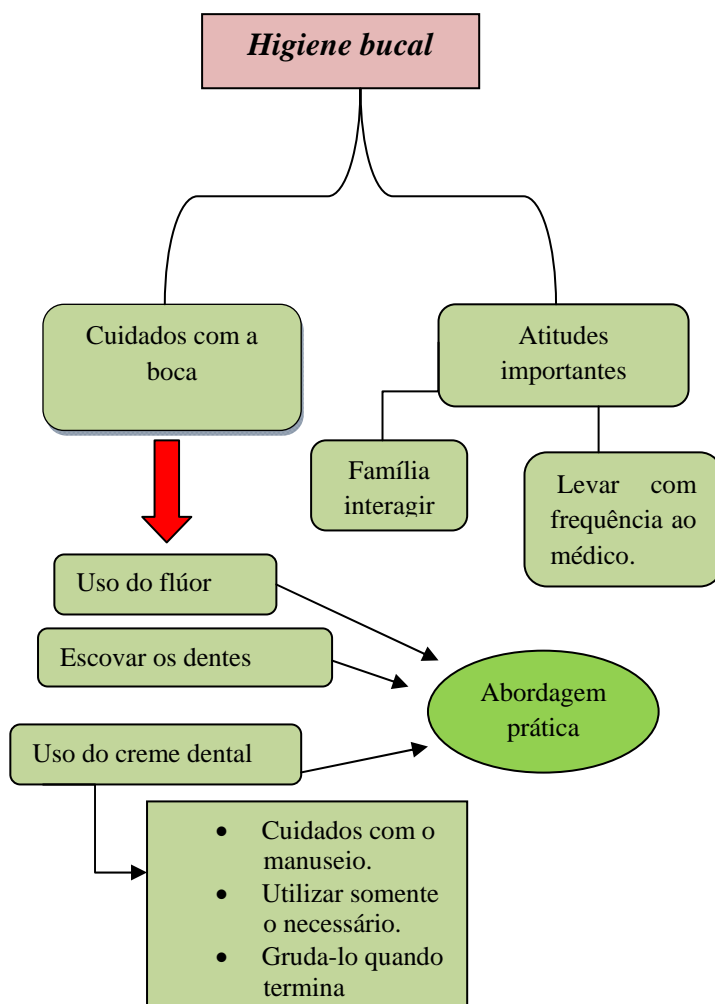 Higiene bucal
Cuidados com a
boca
Atitudes
importantes
Família
interagir
Levar com
frequência ao
médico.
Uso do flúor
Escovar os dentes
Abordagem
prática
Uso do creme dental
• Cuidados com o
manuseio.
• Utilizar somente
o necessário.
• Gruda-lo quando
termina